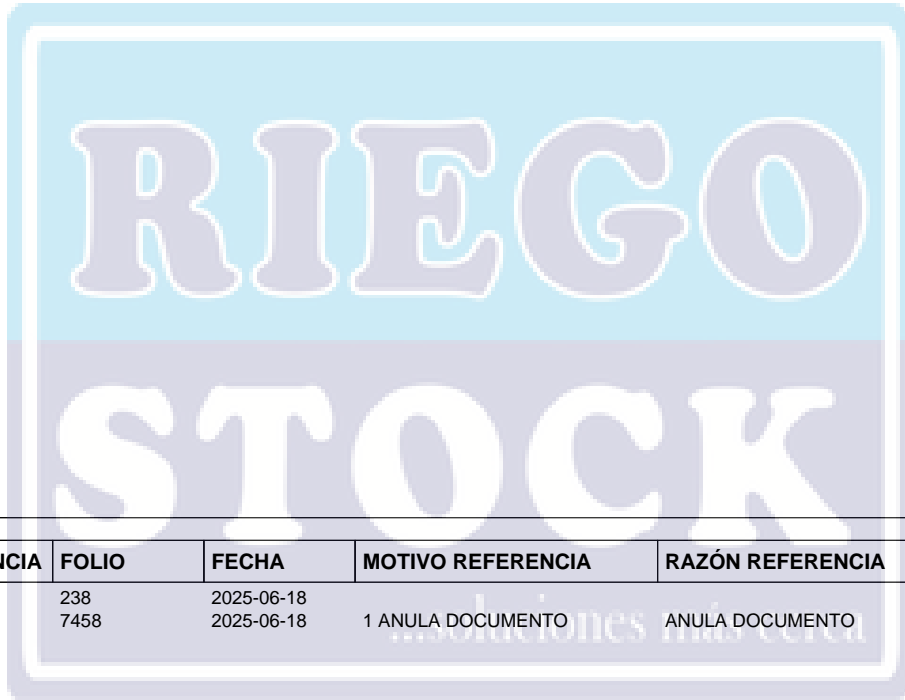 RIEGO
STOCK
NCIA FOLIO FECHA MOTIVO REFERENCIA RAZÓN REFERENCIA
238 2025-06-18
7458 2025-06-18 1 ANULA DOCUMENTO ANULA DOCUMENTO
...soluciones más cerca